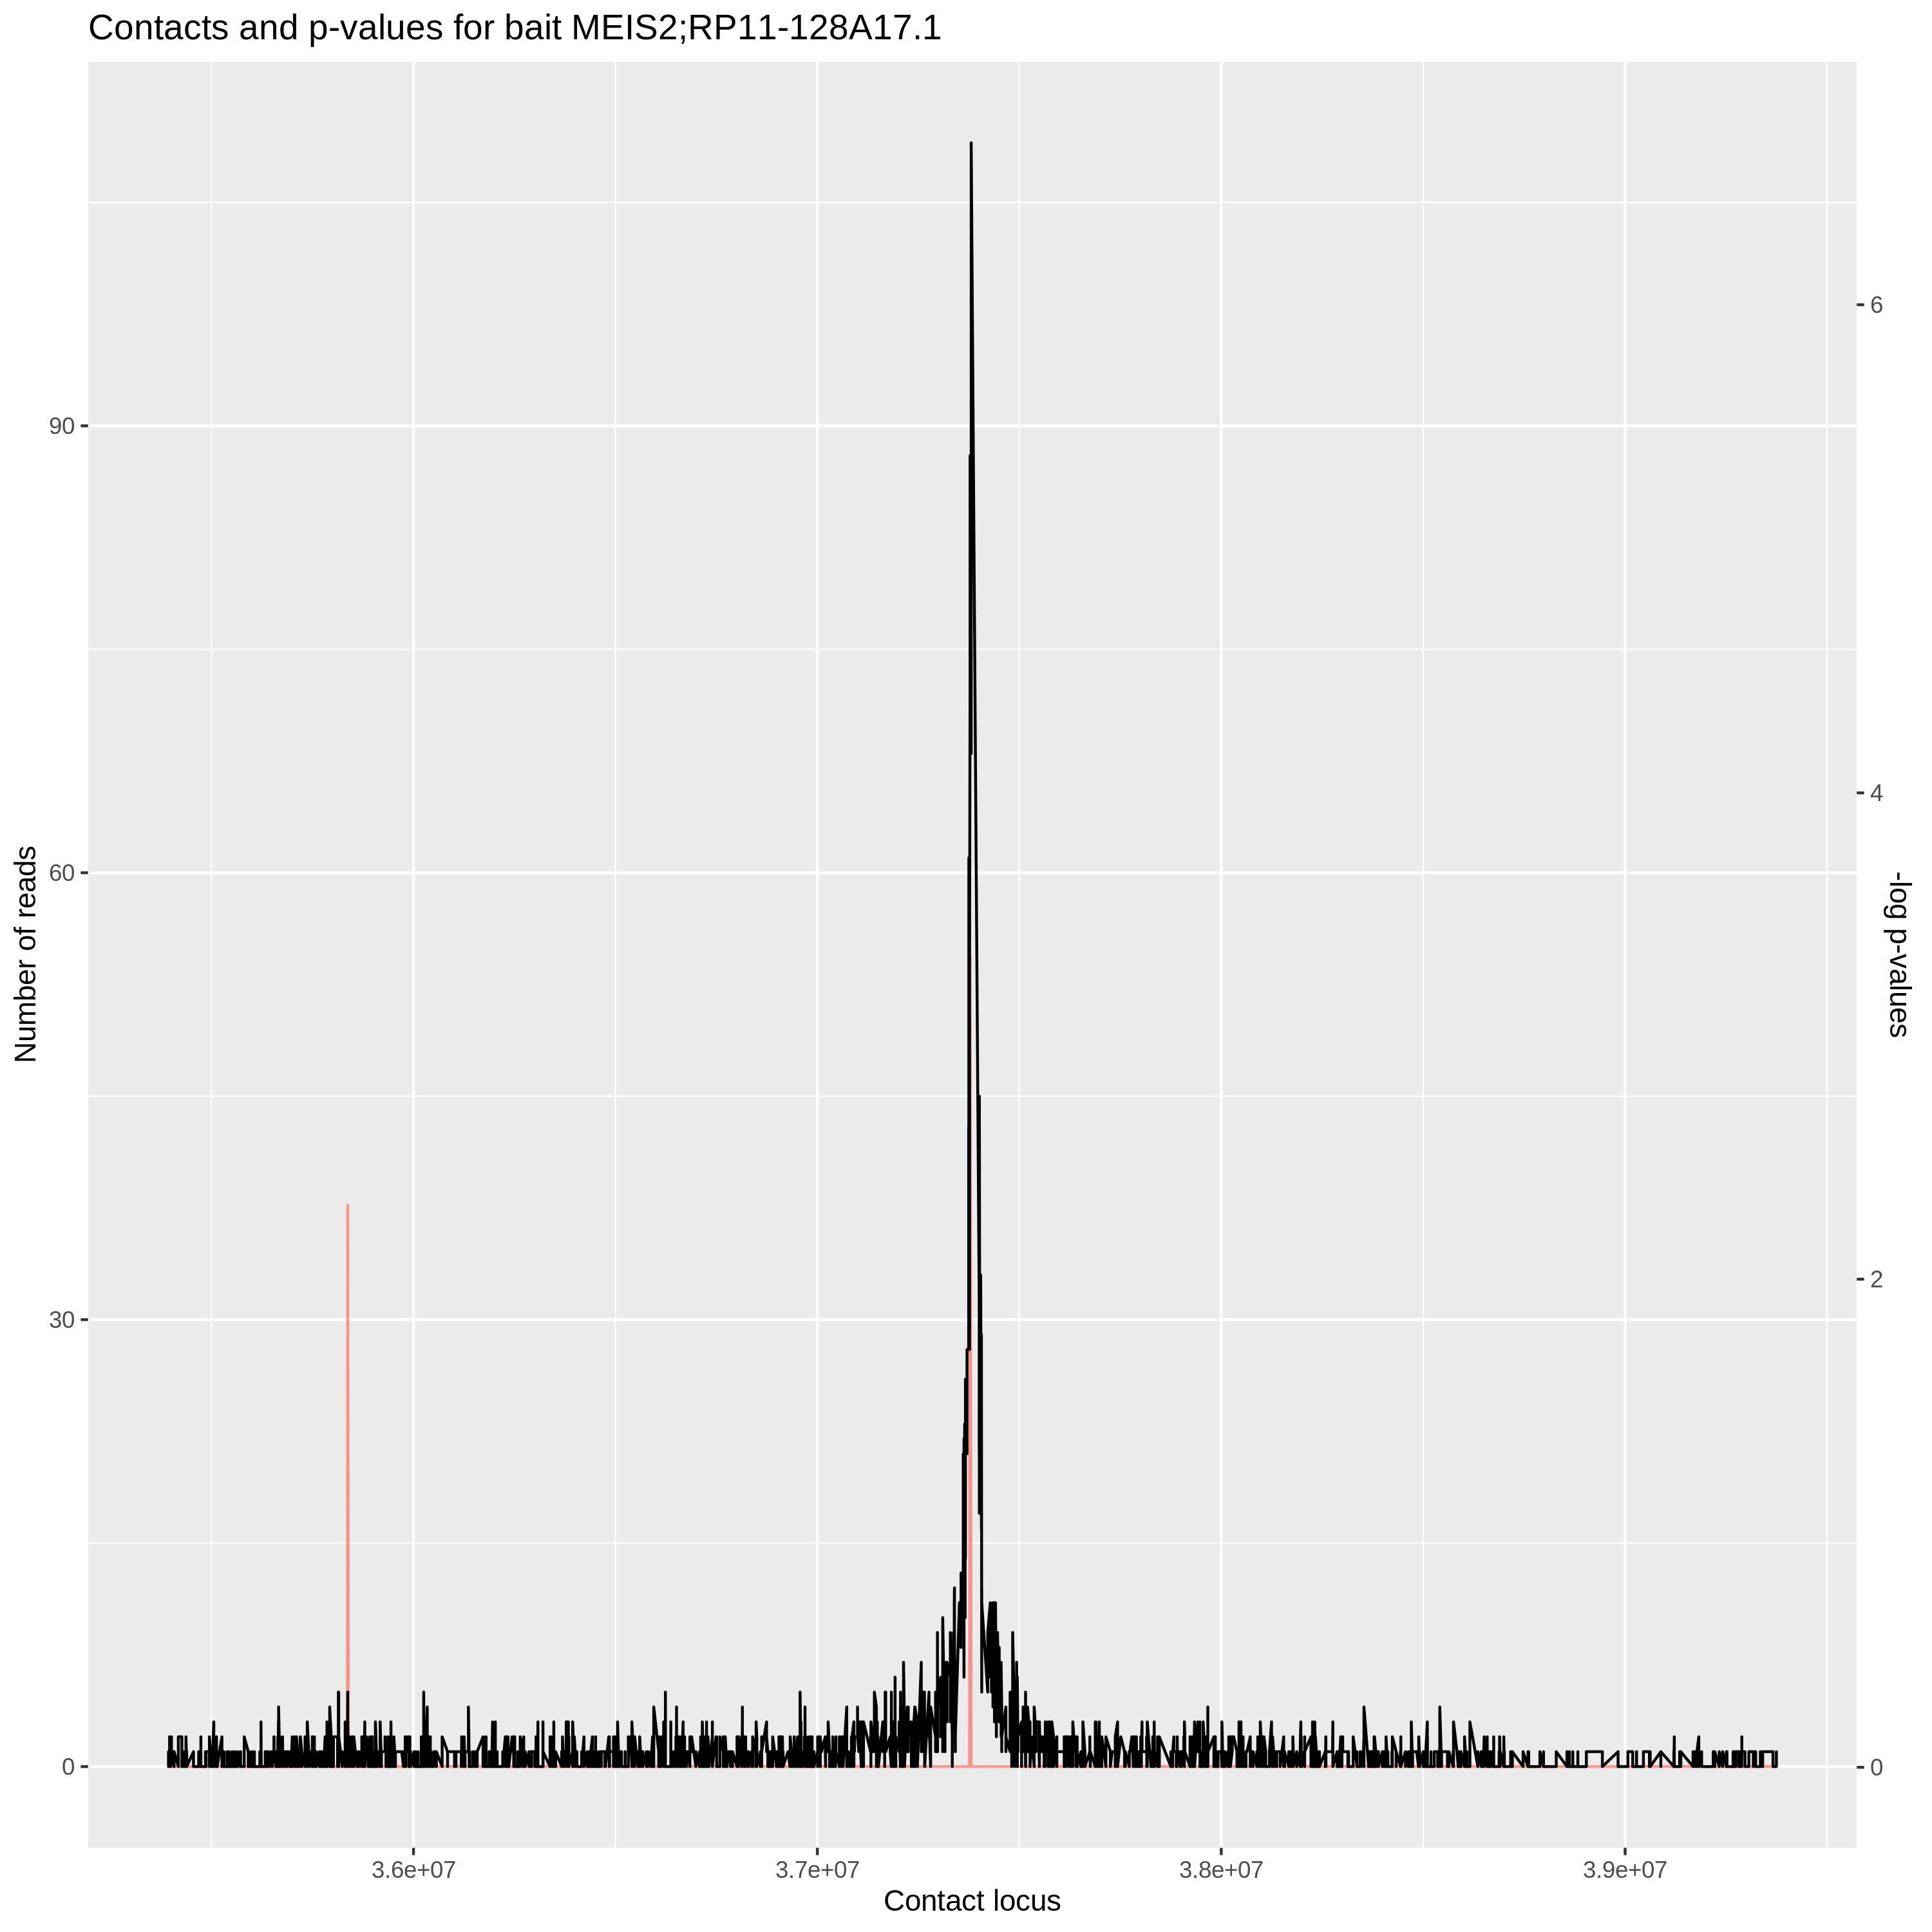 Contacts and p-values for bait MEIS2;RP11-128A17.1
Number of reads
90
60
30
0
6
4
2
0
-log p-values
3.6e+07
3.7e+07
3.8e+07
3.9e+07
Contact locus